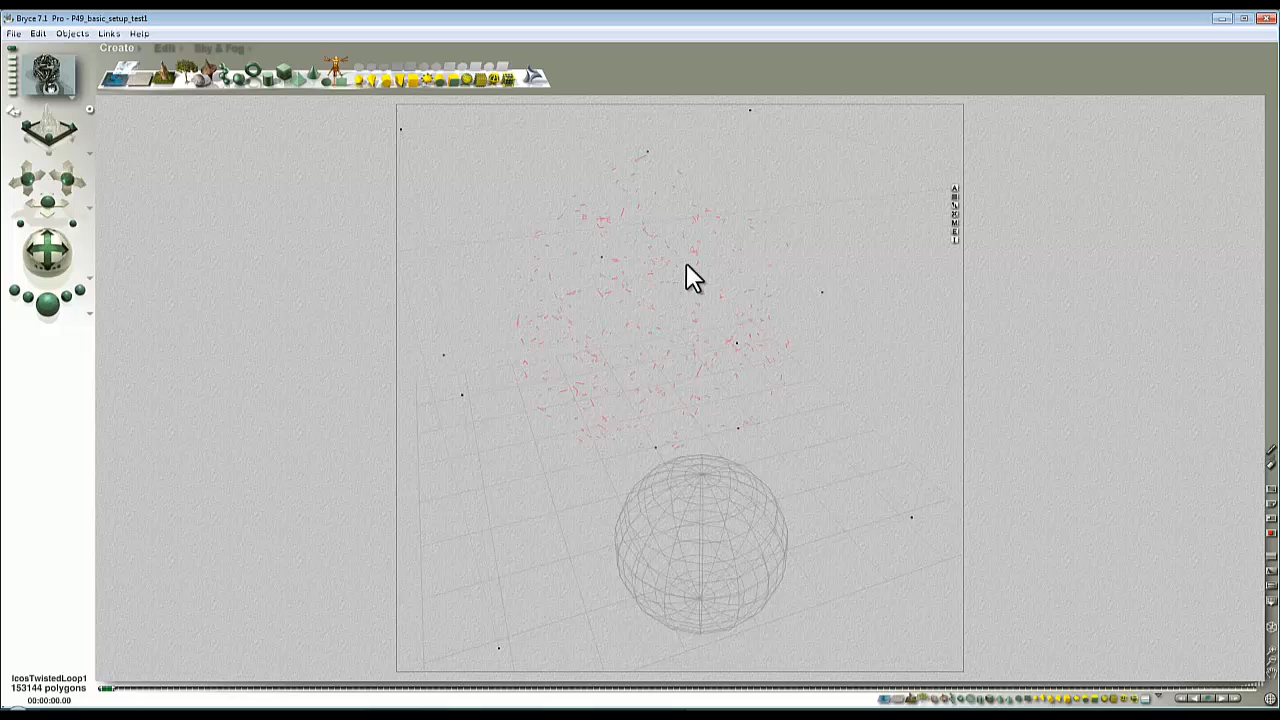 Bryce 7.1 Pro - P49_basic_setup_test1
File Edit Objects Links Help
Create Edit Sky & Fog
A
M
E
I
IcosTwistedLoop1
153144 polygons
00:00:00.00